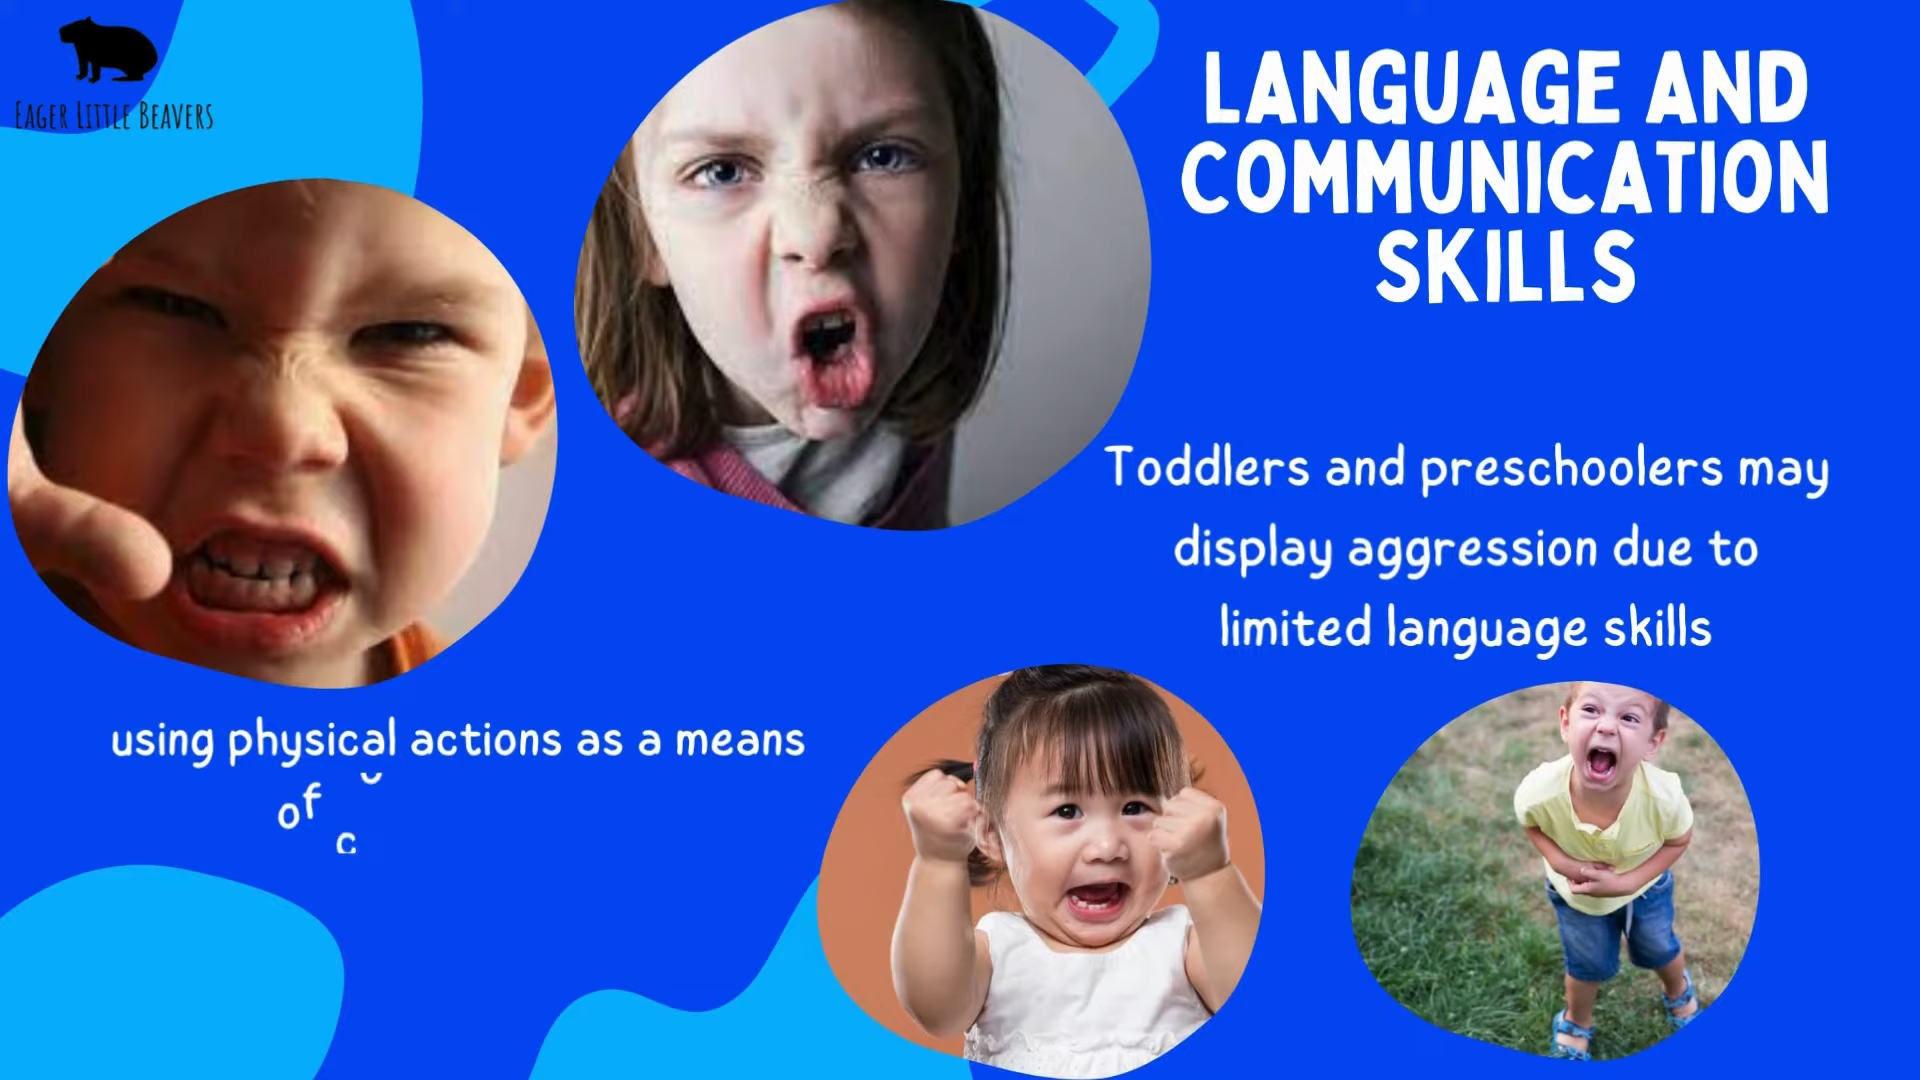 EAGER LITTLE BEAVERS
LANGUAGE AND
COMMUNICATION
SKILLS
Toddlers and preschoolers may
display aggression due to
limited language skills
using physical actions as a means
of c